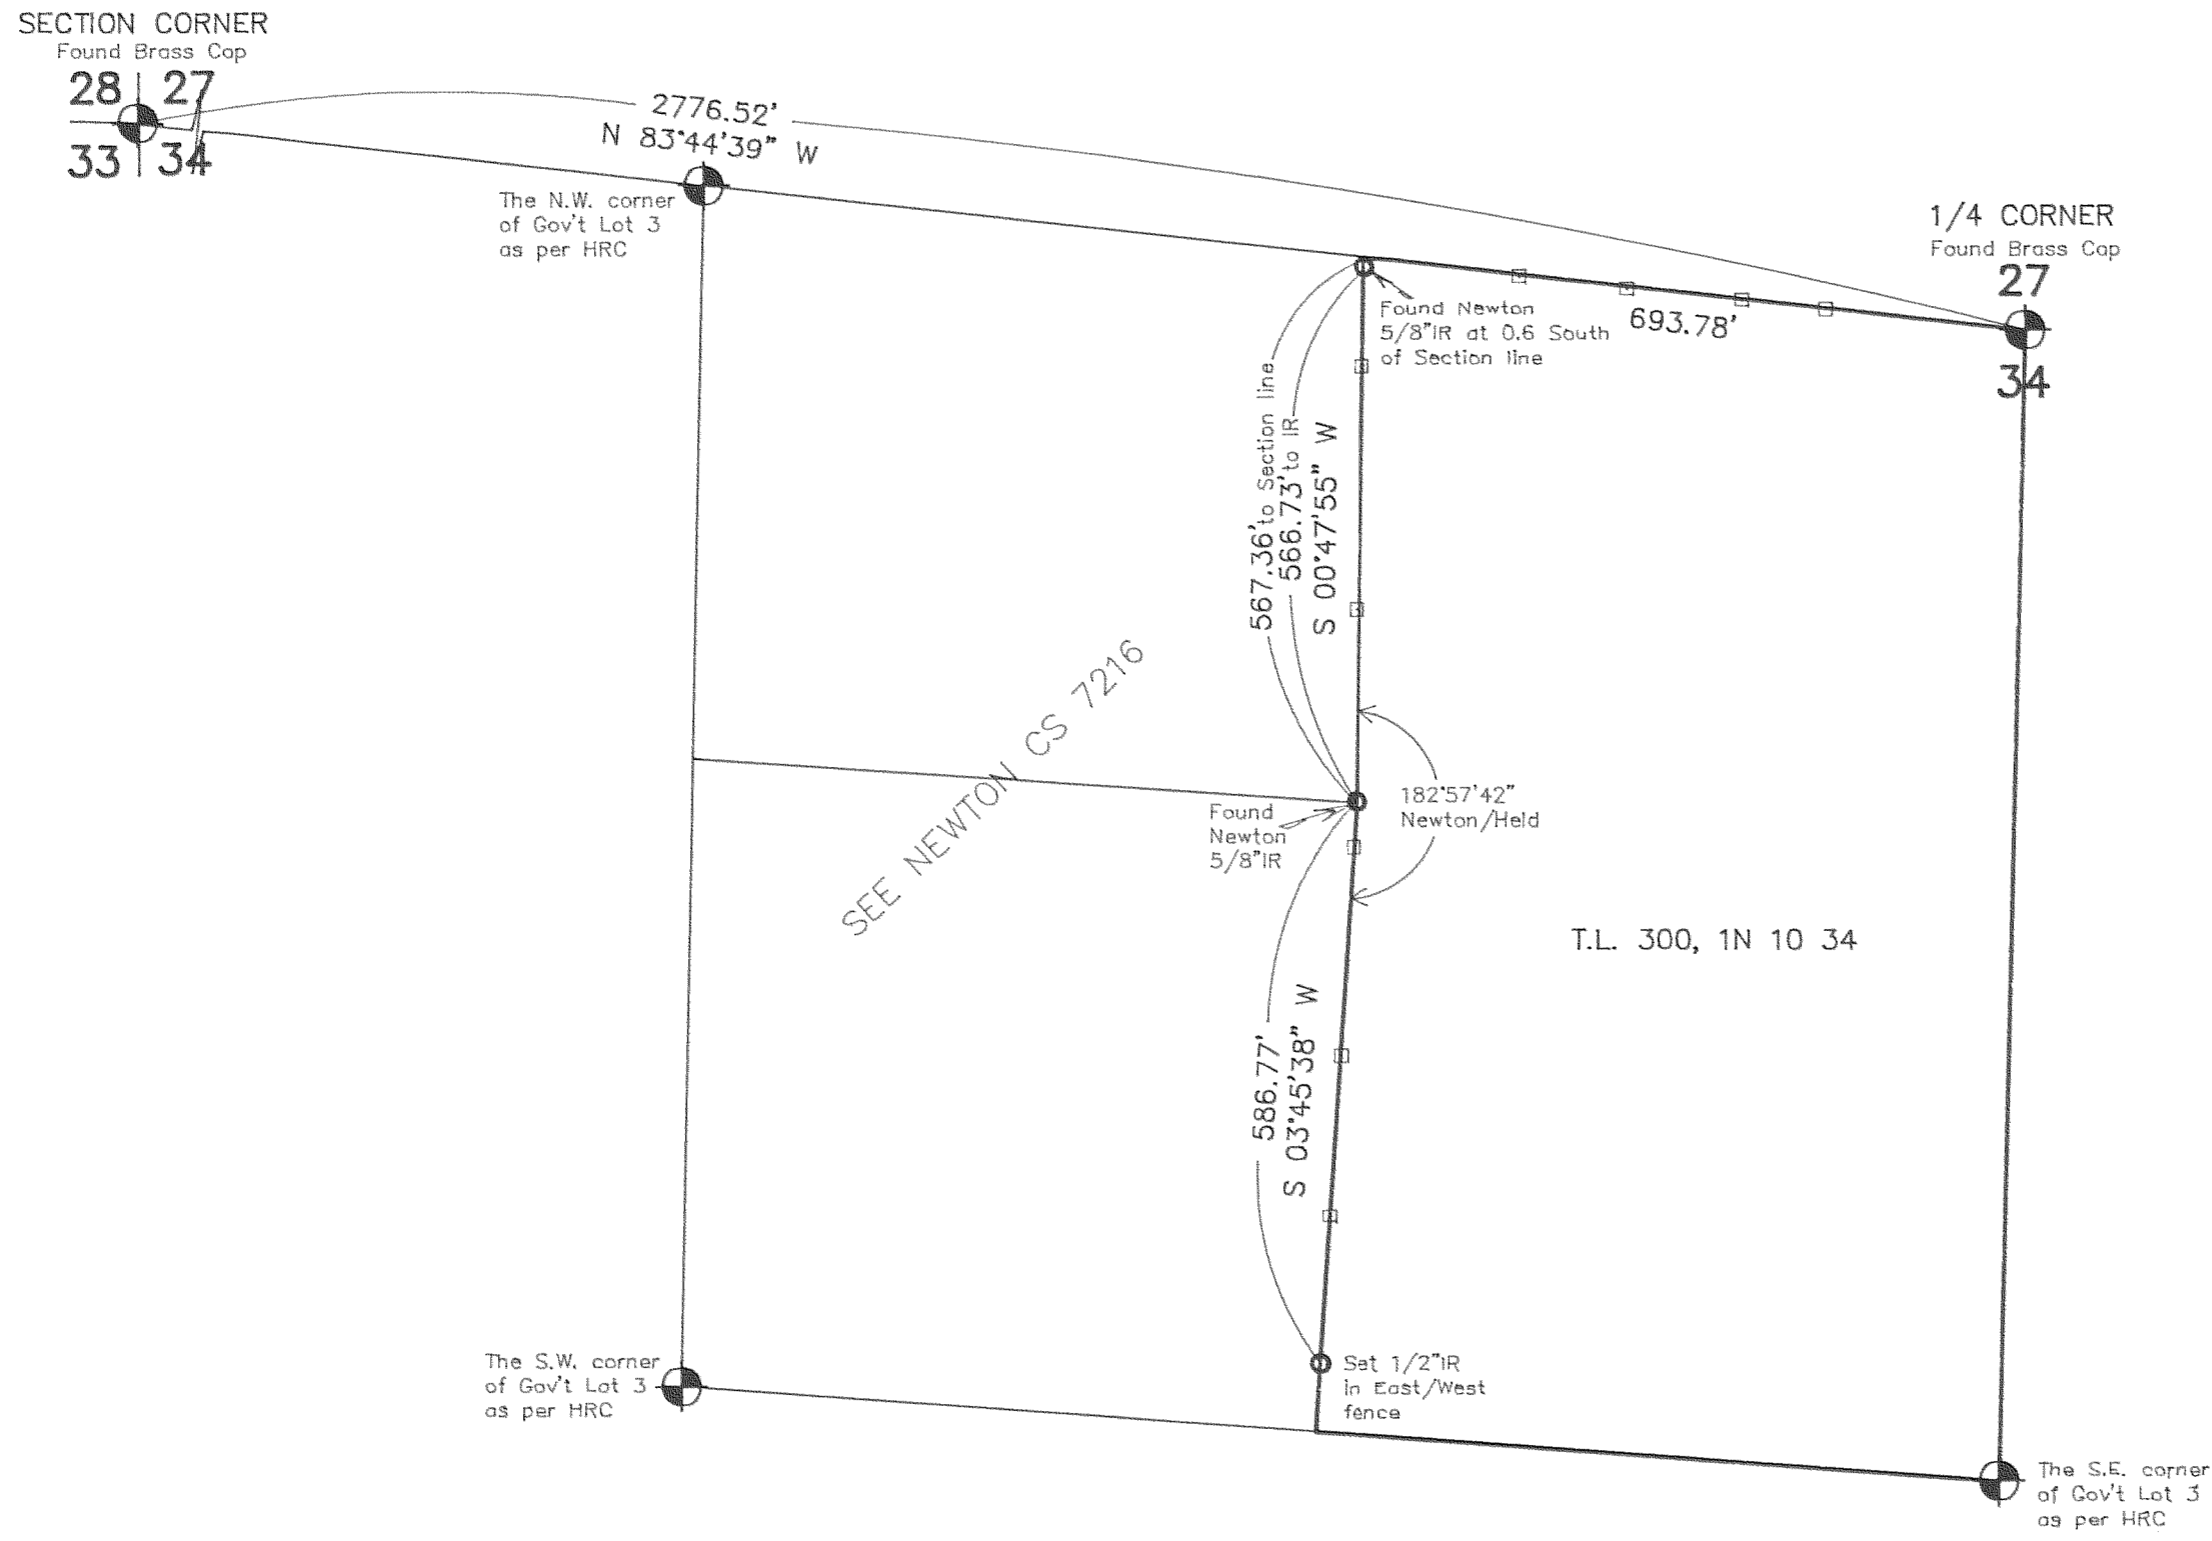 SECTION CORNER
Found Brass Cap
28 27
33 34
2776.52'
N 83°44'39" W
The N.W. corner
of Gov't Lot 3
as per HRC
1/4 CORNER
Found Brass Cap
27
34
Found Newton
5/8"IR at 0.6 South
of Section line
693.78'
567.36' to Section line
566.73' to IR
S 00°47'55" W
SEE NEWTON CS 7216
Found
Newton
5/8"IR
182°57'42"
Newton/Held
T.L. 300, 1N 10 34
586.77'
S 03°45'38" W
The S.W. corner
of Gov't Lot 3
as per HRC
Set 1/2"IR
in East/West
fence
The S.E. corner
of Gov't Lot 3
as per HRC